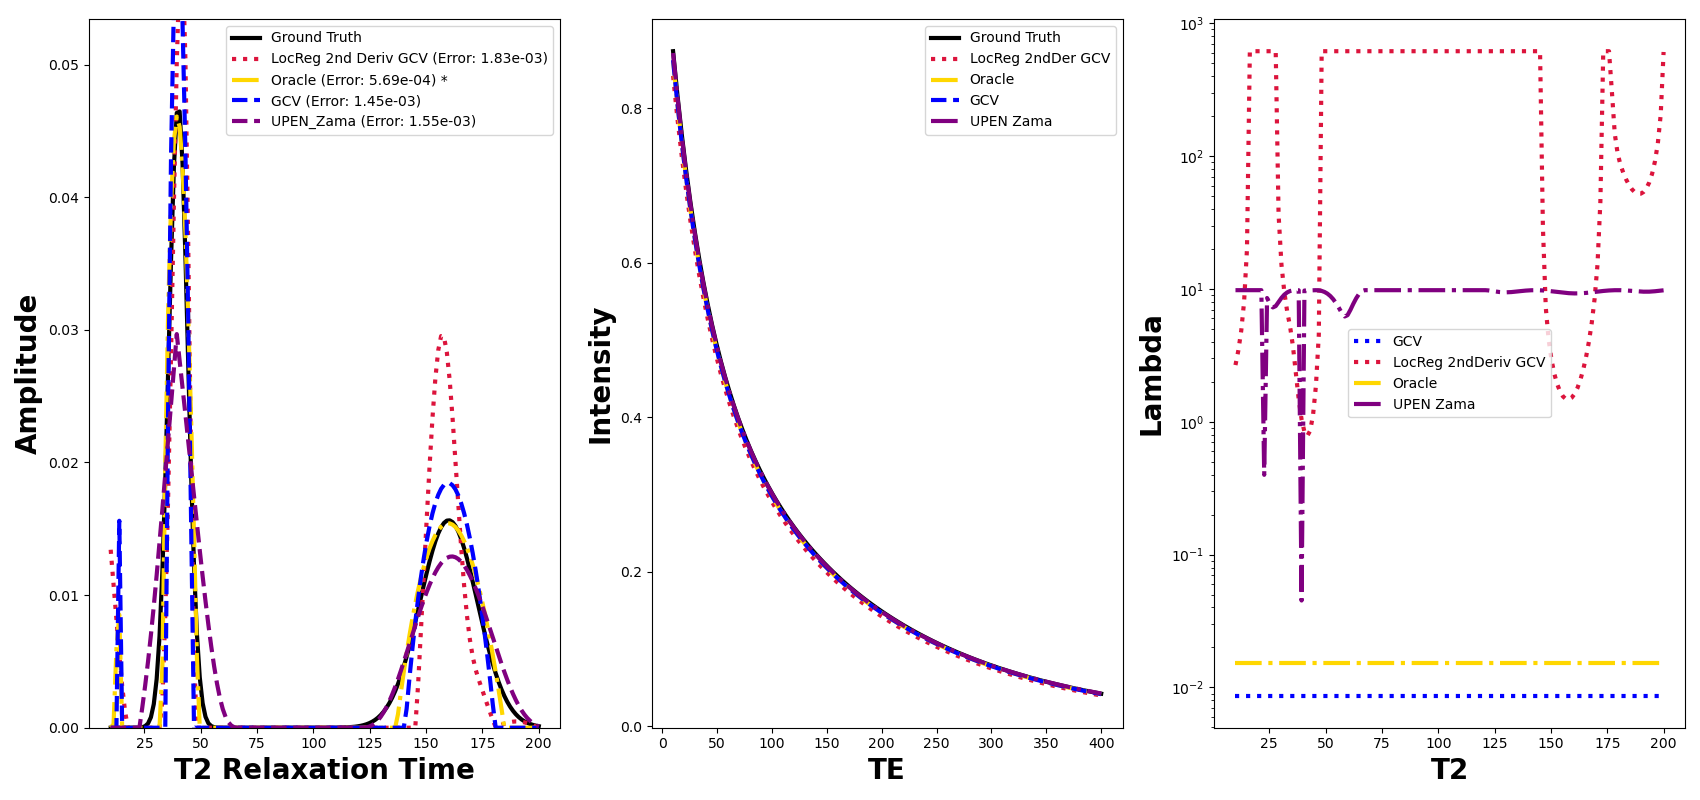 Ground Truth
LocReg 2nd Deriv GCV (Error: 1.83e-03)
Oracle (Error: 5.69e-04) *
GCV (Error: 1.45e-03)
UPEN_Zama (Error: 1.55e-03)
0.05
0.04
0.03
0.02
0.01
0.00
Amplitude
25 50 75 100 125 150 175 200
T2 Relaxation Time
Ground Truth
LocReg 2ndDer GCV
Oracle
GCV
UPEN Zama
0.8
0.6
0.4
0.2
0.0
Intensity
0 50 100 150 200 250 300 350 400
TE
10³
10²
10¹
10⁰
10⁻¹
10⁻²
Lambda
GCV
LocReg 2ndDeriv GCV
Oracle
UPEN Zama
25 50 75 100 125 150 175 200
T2